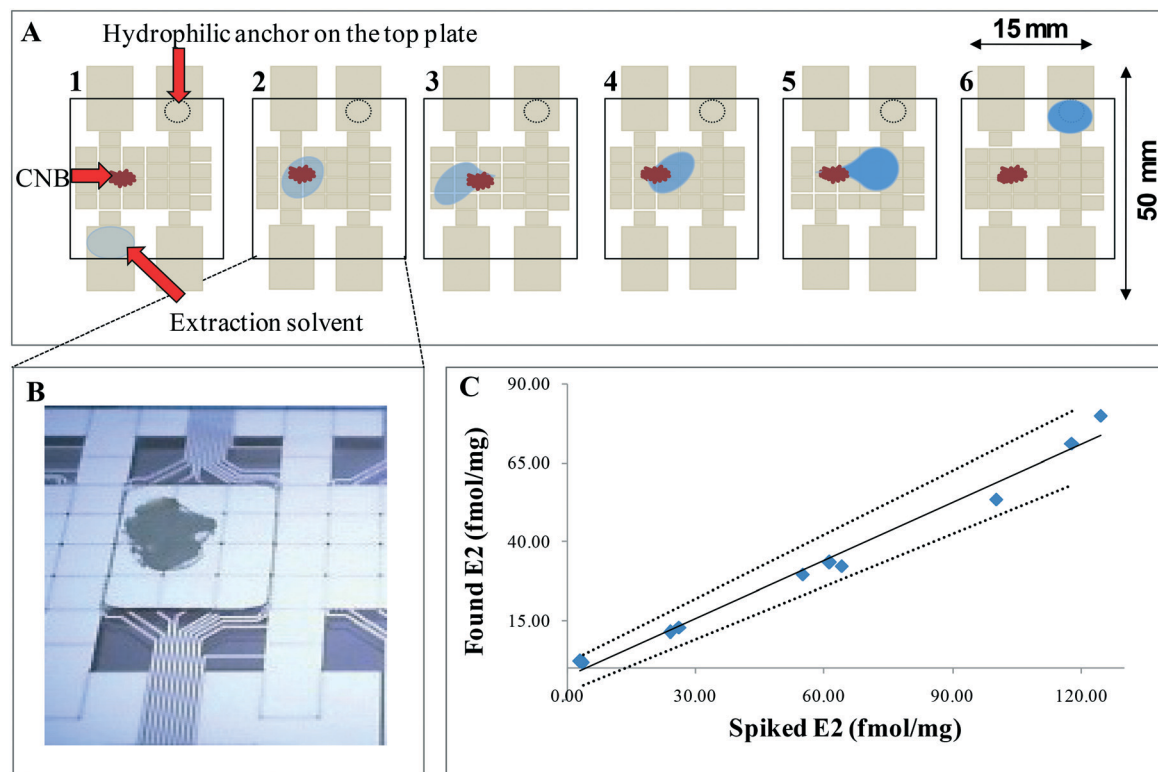 A
Hydrophilic anchor on the top plate
15 mm
1
2
3
4
5
6
CNB
50 mm
Extraction solvent
B
C
90.00
65.00
40.00
15.00
0.00
30.00
60.00
90.00
120.00
Found E2 (fmol/mg)
Spiked E2 (fmol/mg)